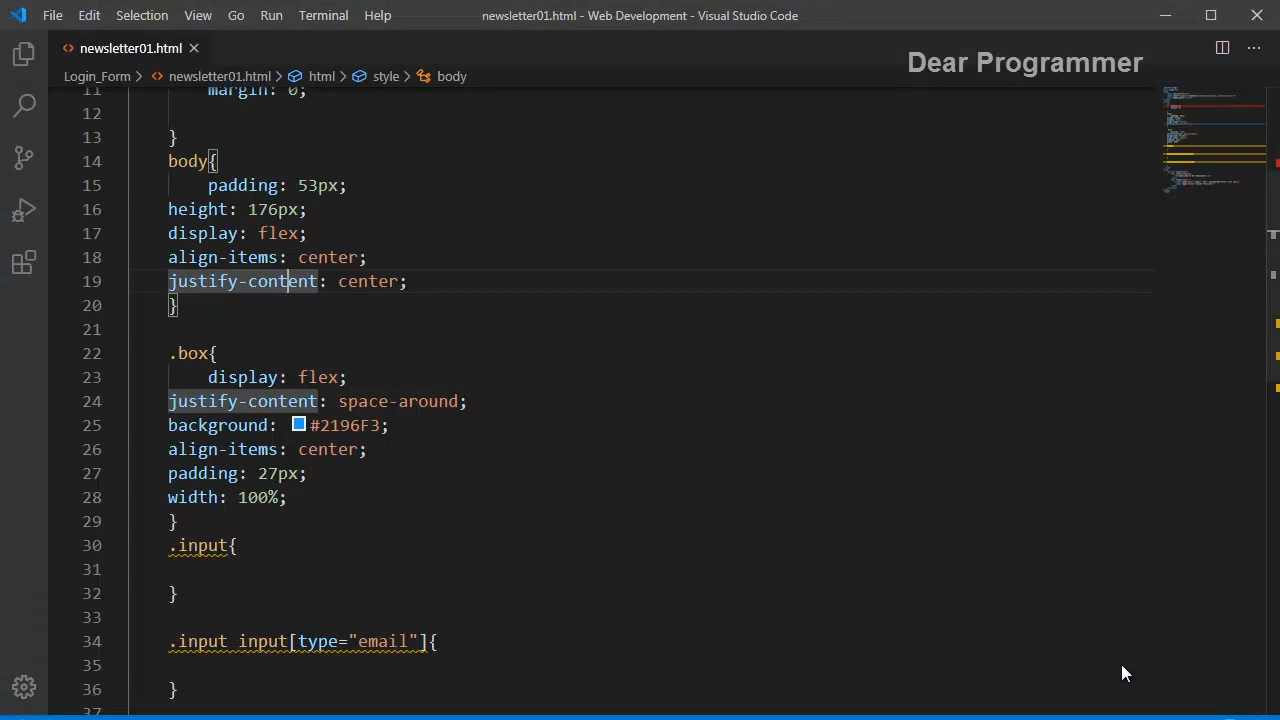 File Edit Selection View Go Run Terminal Help newsletter01.html - Web Development - Visual Studio Code
newsletter01.html
Dear Programmer
Login_Form newsletter01.html html style body
11 margin: 0;
12
13 }
14 body{
15 padding: 53px;
16 height: 176px;
17 display: flex;
18 align-items: center;
19 justify-content: center;
20 }
21
22 .box{
23 display: flex;
24 justify-content: space-around;
25 background: #2196F3;
26 align-items: center;
27 padding: 27px;
28 width: 100%;
29 }
30 .input{
31
32 }
33
34 .input input[type="email"]{
35
36 }
37